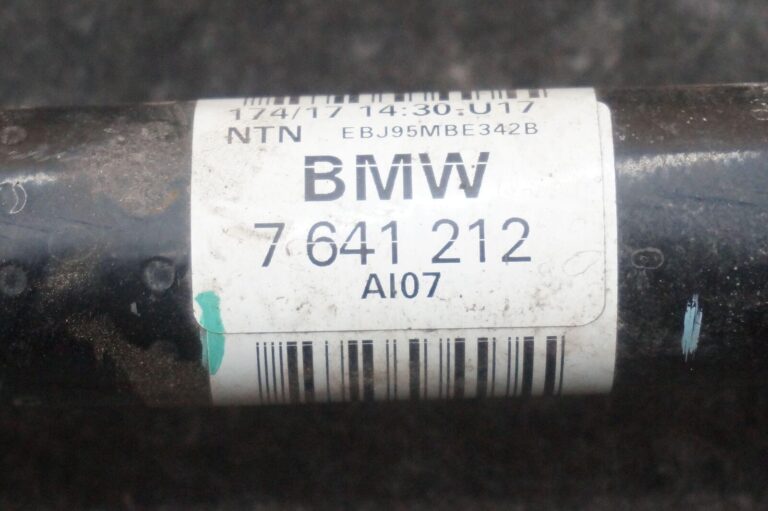 174/17 14:30-U17
NTN EBJ95MBE342B
BMW
7 641 212
AI07